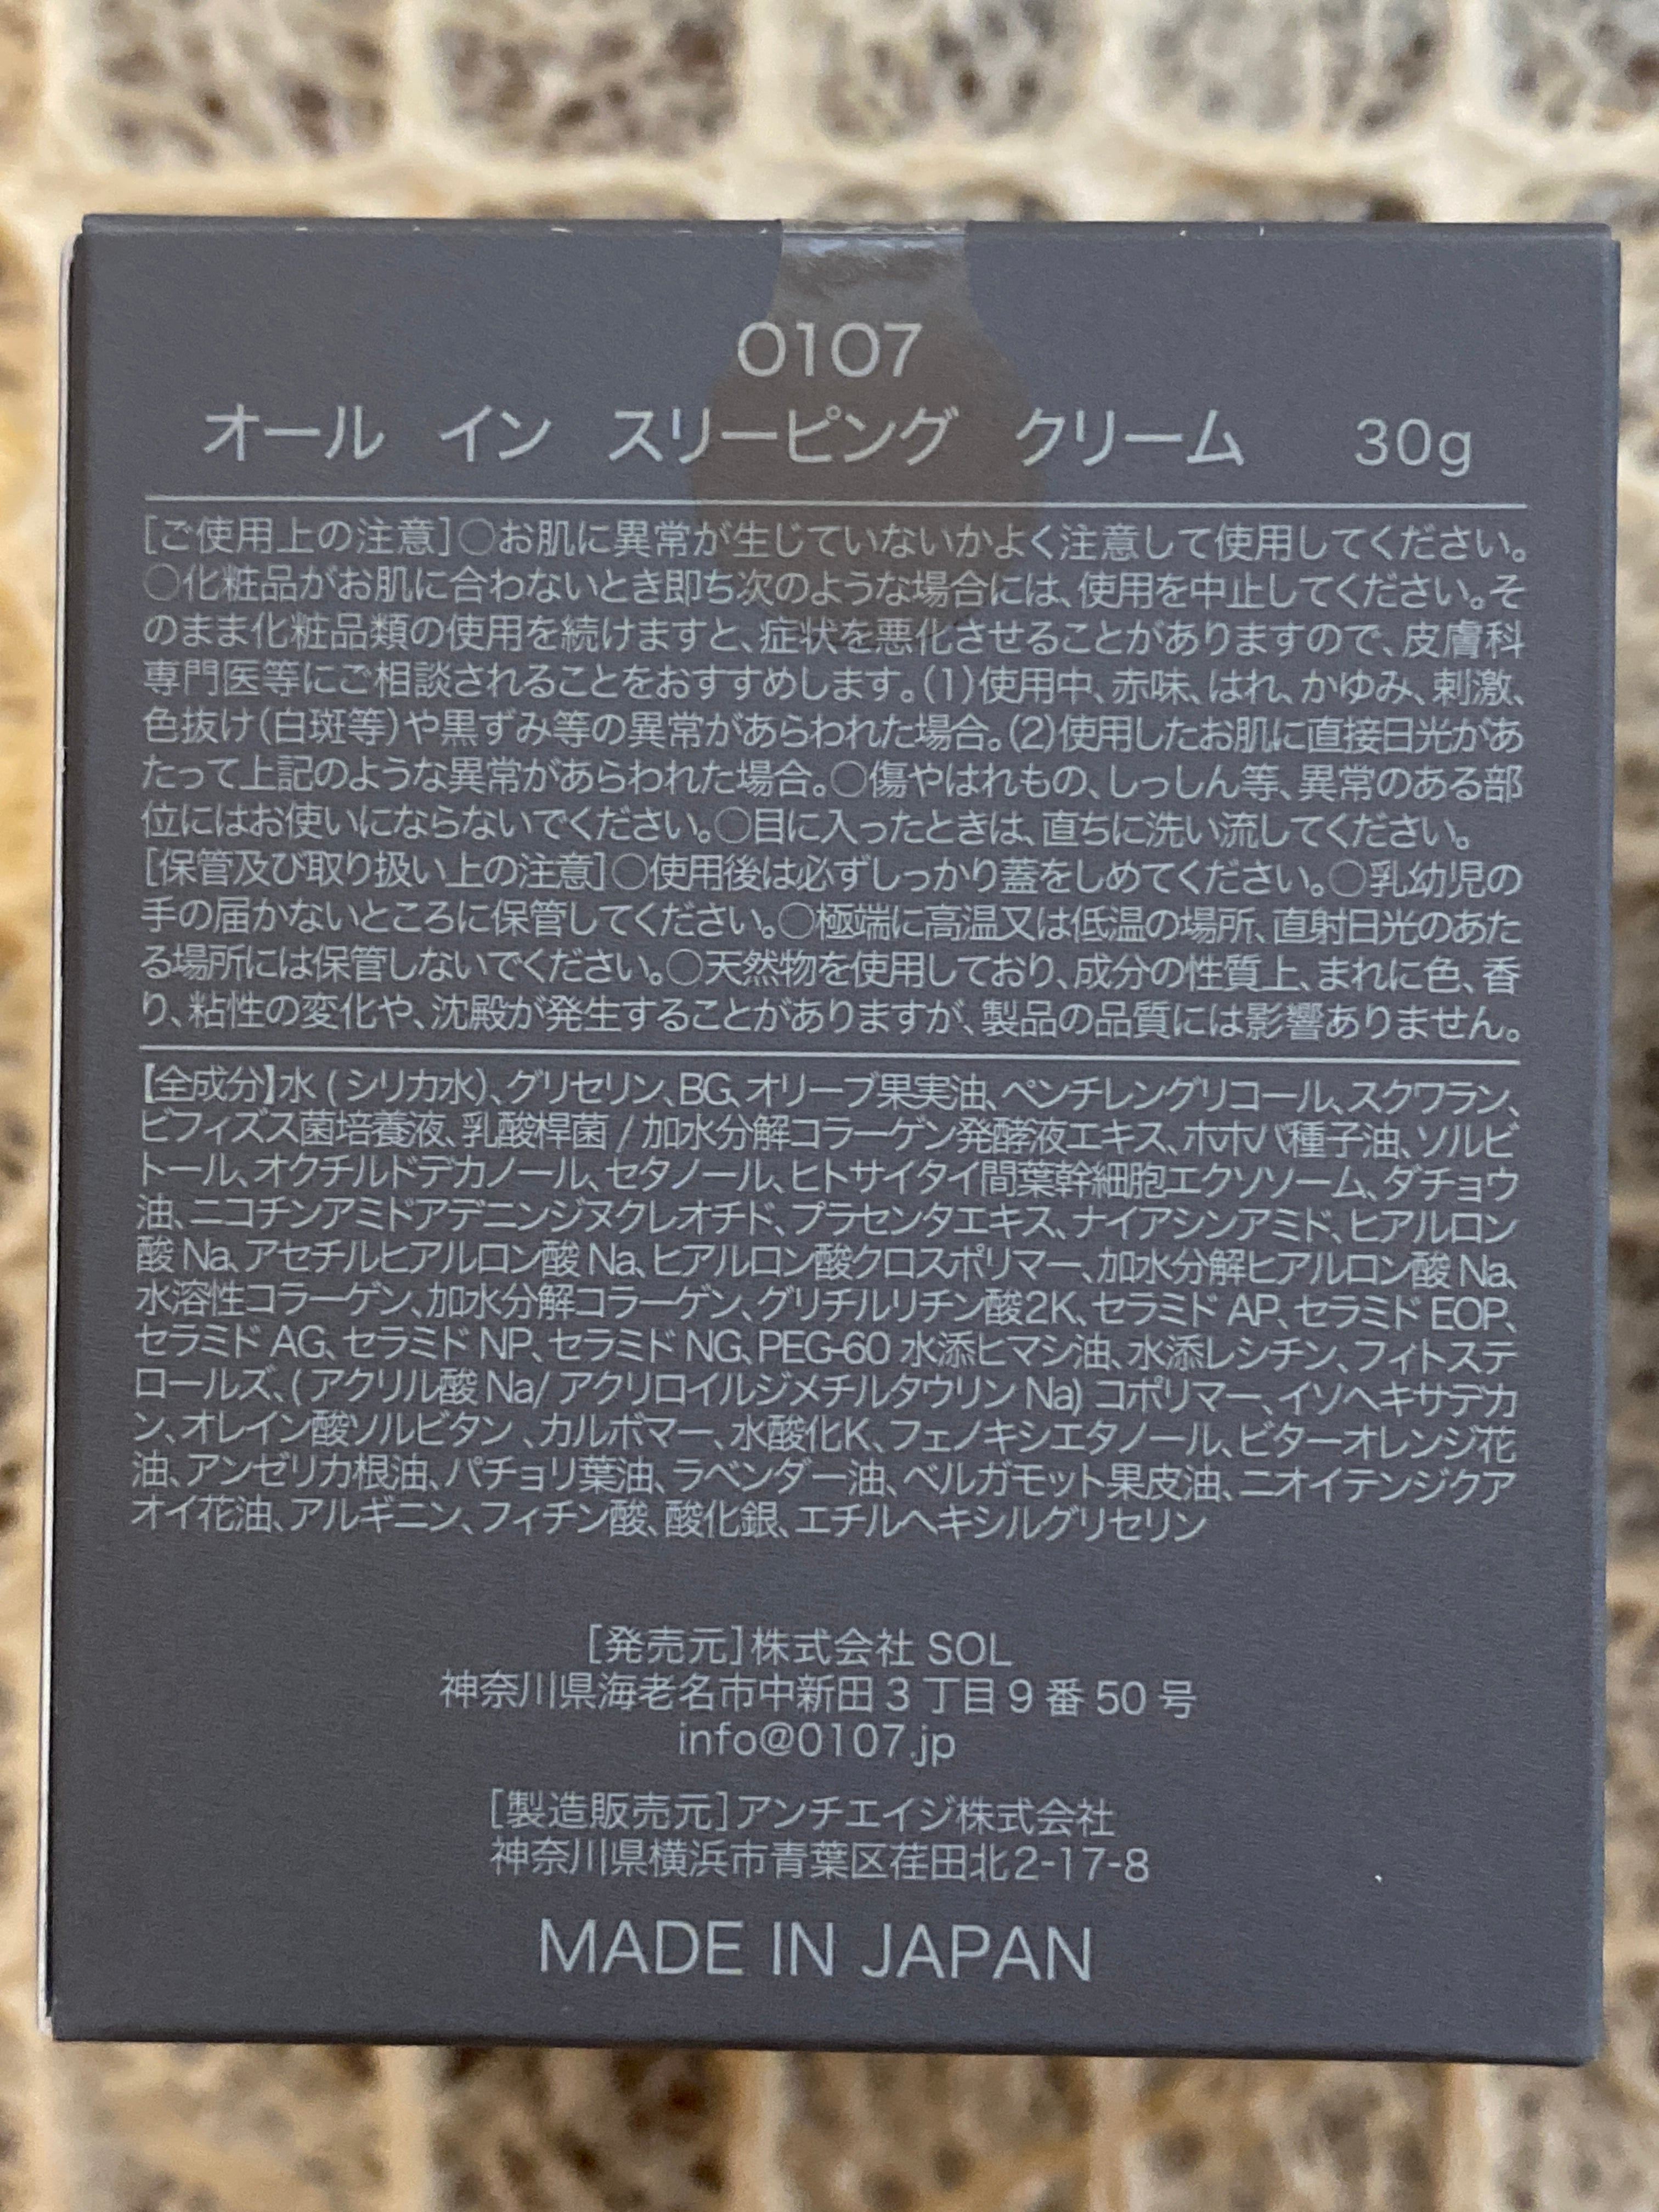 0107
オール イン スリーピング クリーム 30g
[ご使用上の注意]○お肌に異常が生じていないかよく注意して使用してください。
○化粧品がお肌に合わないとき即ち次のような場合には、使用を中止してください。そ
のまま化粧品類の使用を続けますと、症状を悪化させることがありますので、皮膚科
専門医等にご相談されることをおすすめします。(1)使用中、赤味、はれ、かゆみ、刺激、
色抜け(白斑等)や黒ずみ等の異常があらわれた場合。(2)使用したお肌に直接日光があ
たって上記のような異常があらわれた場合。○傷やはれもの、しっしん等、異常のある部
位にはお使いにならないでください。○目に入ったときは、直ちに洗い流してください。
[保管及び取り扱い上の注意]○使用後は必ずしっかり蓋をしめてください。○乳幼児の
手の届かないところに保管してください。○極端に高温又は低温の場所、直射日光のあた
る場所には保管しないでください。○天然物を使用しており、成分の性質上、まれに色、香
り、粘性の変化や、沈殿が発生することがありますが、製品の品質には影響ありません。
【全成分】水 ( シリカ水)、グリセリン、BG、オリーブ果実油、ペンチレングリコール、スクワラン、
ビフィズス菌培養液、乳酸桿菌 / 加水分解コラーゲン発酵液エキス、ホホバ種子油、ソルビ
トール、オクチルドデカノール、セタノール、ヒトサイタイ間葉幹細胞エクソソーム、ダチョウ
油、ニコチンアミドアデニンジヌクレオチド、プラセンタエキス、ナイアシンアミド、ヒアルロン
酸 Na、アセチルヒアルロン酸 Na、ヒアルロン酸クロスポリマー、加水分解ヒアルロン酸 Na、
水溶性コラーゲン、加水分解コラーゲン、グリチルリチン酸2K、セラミド AP、セラミド EOP、
セラミド AG、セラミド NP、セラミド NG、PEG-60 水添ヒマシ油、水添レシチン、フィトステ
ロールズ、(アクリル酸 Na/ アクリロイルジメチルタウリン Na) コポリマー、イソヘキサデカ
ン、オレイン酸ソルビタン 、カルボマー、水酸化K、フェノキシエタノール、ビターオレンジ花
油、アンゼリカ根油、パチョリ葉油、ラベンダー油、ベルガモット果皮油、ニオイテンジクア
オイ花油、アルギニン、フィチン酸、酸化銀、エチルヘキシルグリセリン
[発売元]株式会社 SOL
神奈川県海老名市中新田 3 丁目 9 番 50 号
info@0107.jp
[製造販売元]アンチエイジ株式会社
神奈川県横浜市青葉区荏田北2-17-8
MADE IN JAPAN